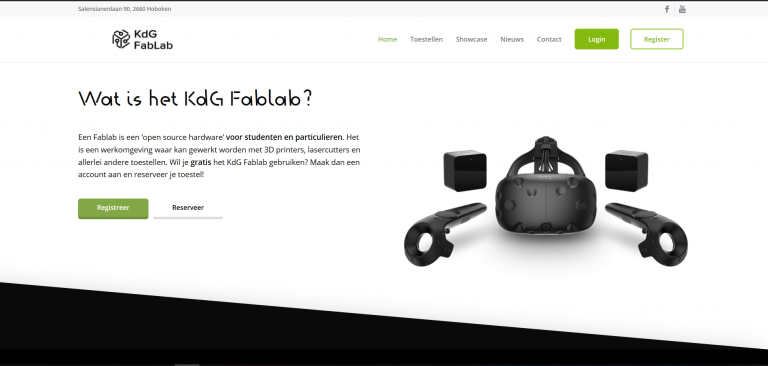 Salensianenlaan 90, 2660 Hoboken
KdG
FabLab
Home Toestellen Showcase Nieuws Contact Login Register
Wat is het KdG Fablab?
Een Fablab is een ‘open source hardware’ voor studenten en particulieren. Het
is een werkomgeving waar kan gewerkt worden met 3D printers, lasercutters en
allerlei andere toestellen. Wil je gratis het KdG Fablab gebruiken? Maak dan een
account aan en reserveer je toestel!
Registreer Reserveer